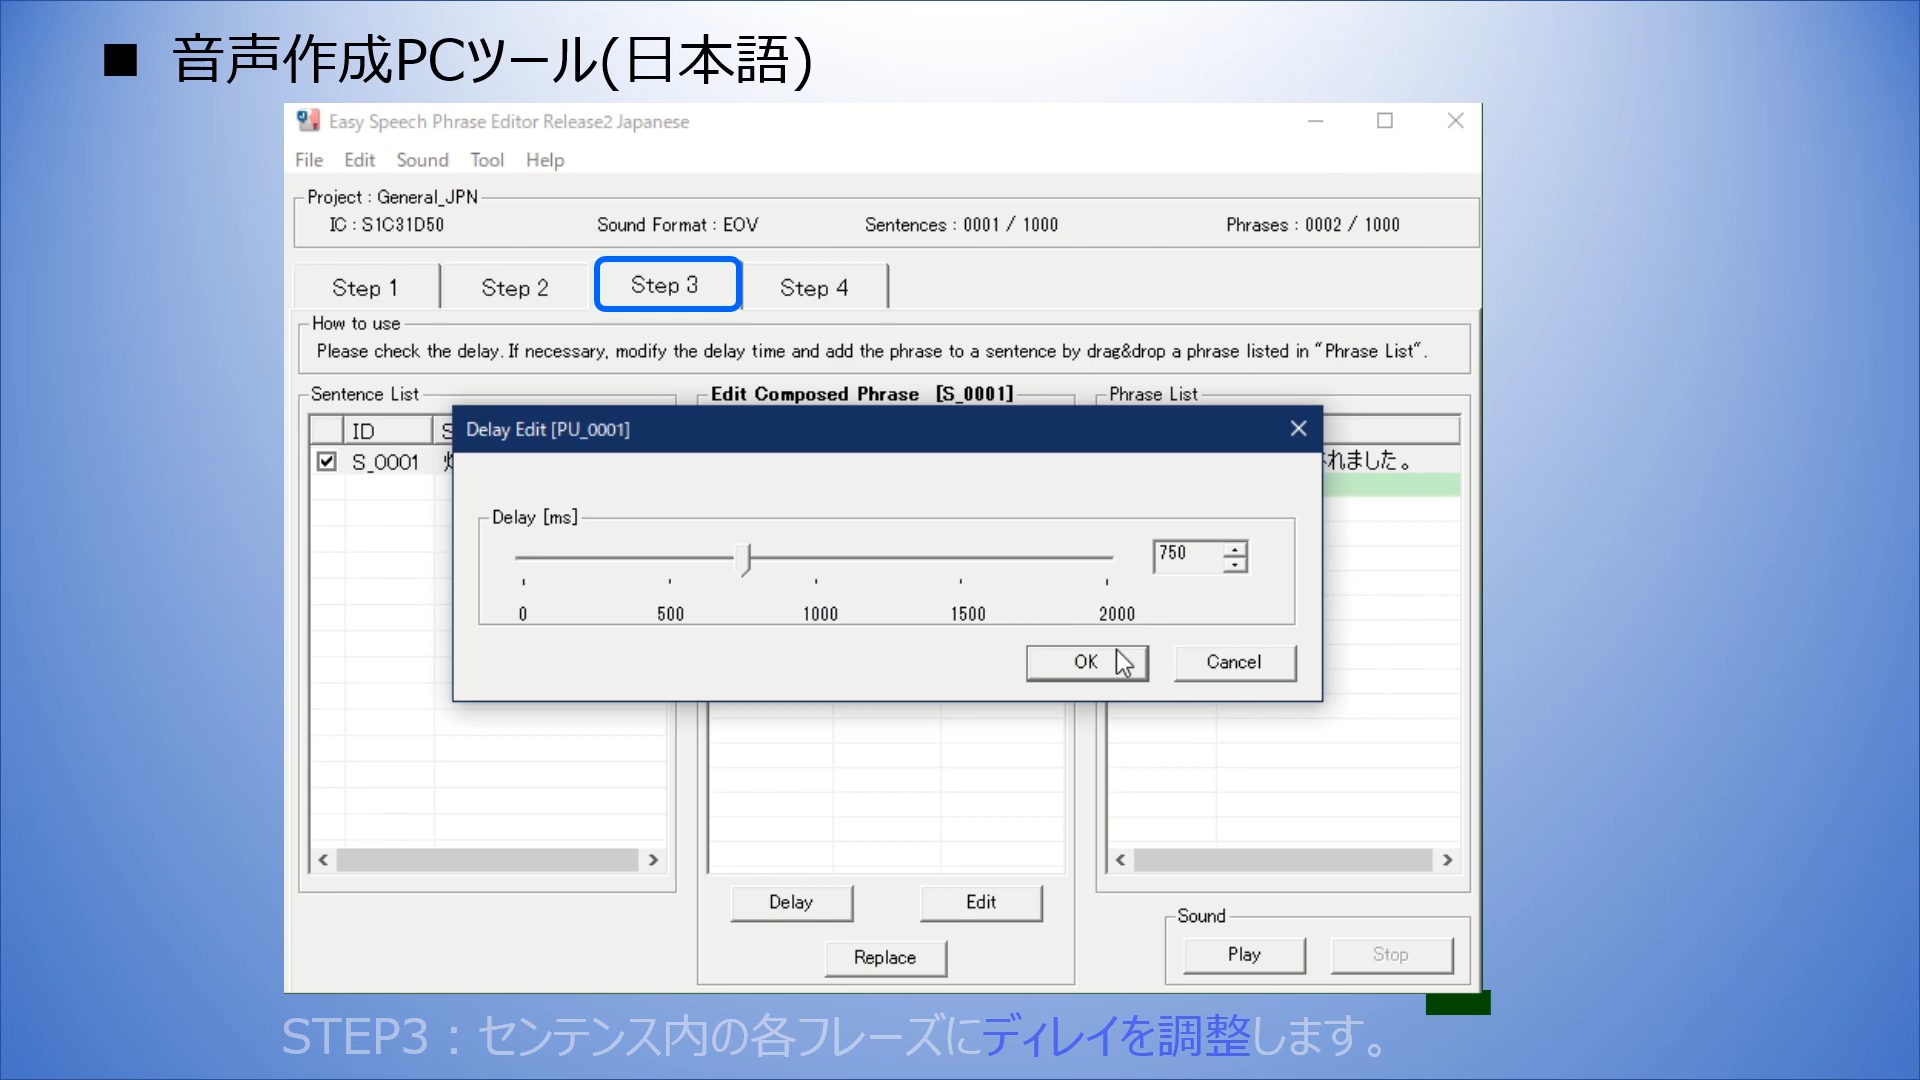 ■ 音声作成PCツール(日本語)
Easy Speech Phrase Editor Release2 Japanese
File Edit Sound Tool Help
Project : General_JPN
IC : S1C31D50 Sound Format : EOV Sentences : 0001 / 1000 Phrases : 0002 / 1000
Step 1 Step 2 Step 3 Step 4
How to use
Please check the delay. If necessary, modify the delay time and add the phrase to a sentence by drag&drop a phrase listed in "Phrase List".
Sentence List Edit Composed Phrase [S_0001] Phrase List
ID S
Delay Edit [PU_0001]
S_0001 れました。
Delay [ms]
750
0 500 1000 1500 2000
OK Cancel
Delay Edit
Sound
Replace Play Stop
STEP3：センテンス内の各フレーズにディレイを調整します。